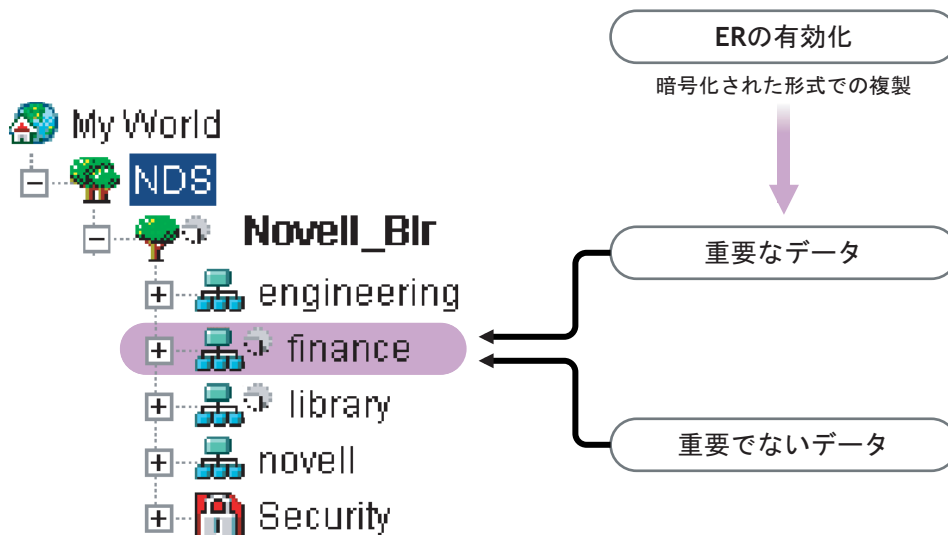 ERの有効化
暗号化された形式での複製
My World
NDS
Novell_Blr
重要なデータ
engineering
finance
library
重要でないデータ
novell
Security